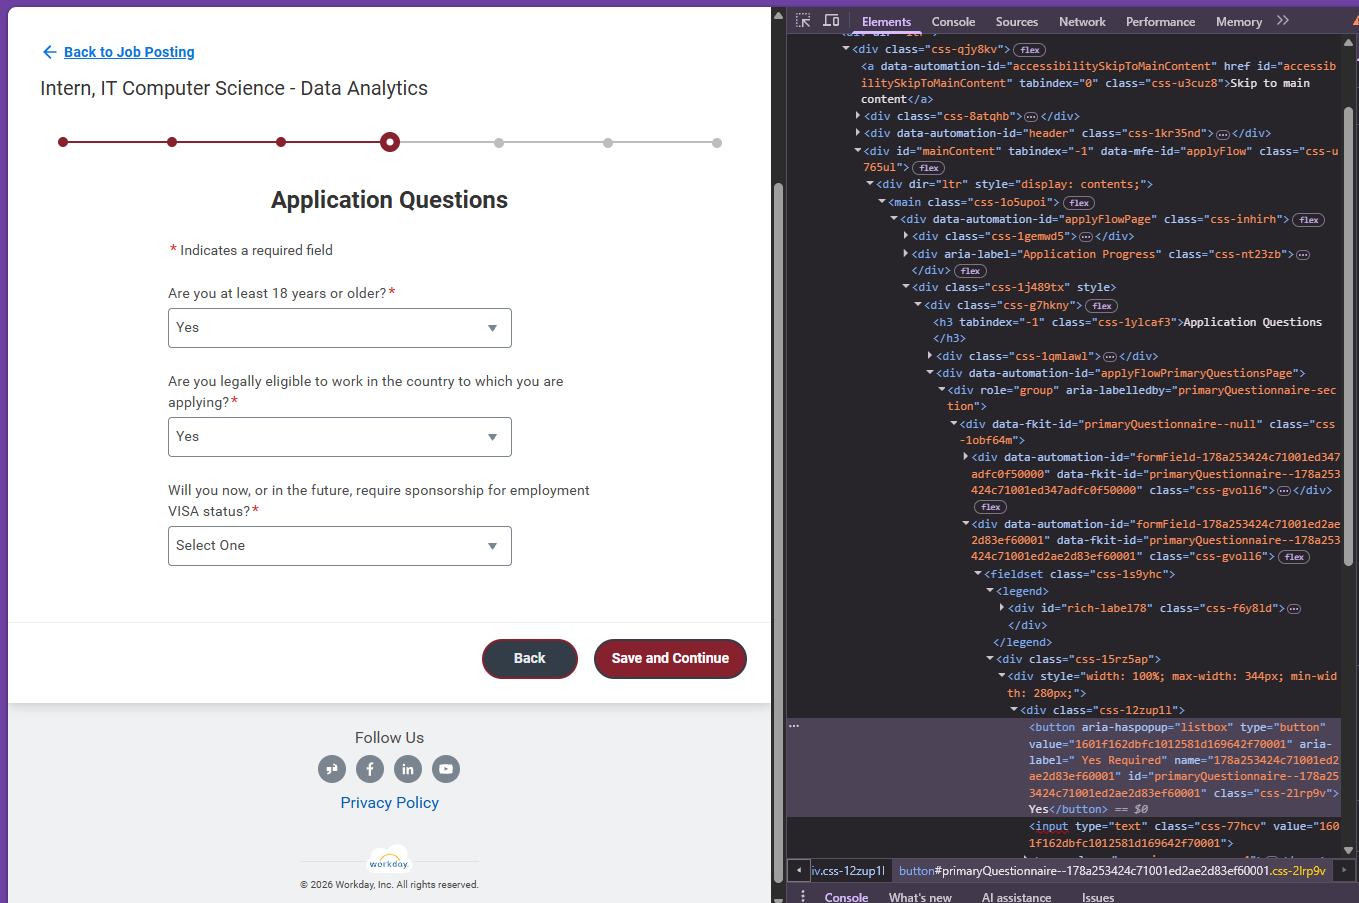 Back to Job Posting
Intern, IT Computer Science - Data Analytics
Application Questions
* Indicates a required field
Are you at least 18 years or older?*
Yes
Are you legally eligible to work in the country to which you are
applying?*
Yes
Will you now, or in the future, require sponsorship for employment
VISA status?*
Select One
Back
Save and Continue
Follow Us
Privacy Policy
workday.
© 2026 Workday, Inc. All rights reserved.
Elements Console Sources Network Performance Memory
<div class="css-qjy8kv"> flex
<a data-automation-id="accessibilitySkipToMainContent" href id="accessib
ilitySkipToMainContent" tabindex="0" class="css-u3cuz8">Skip to main
content</a>
<div class="css-8atqhb">…</div>
<div data-automation-id="header" class="css-1kr35nd">…</div>
<div id="mainContent" tabindex="-1" data-mfe-id="applyFlow" class="css-u
765ul"> flex
<div dir="ltr" style="display: contents;">
<main class="css-1o5upoi"> flex
<div data-automation-id="applyFlowPage" class="css-inhirh"> flex
<div class="css-1gemwd5">…</div>
<div aria-label="Application Progress" class="css-nt23zb">…
</div> flex
<div class="css-1j489tx" style>
<div class="css-g7hkny"> flex
<h3 tabindex="-1" class="css-1ylcaf3">Application Questions
</h3>
<div class="css-1qmlawl">…</div>
<div data-automation-id="applyFlowPrimaryQuestionsPage">
<div role="group" aria-labelledby="primaryQuestionnaire-sec
tion">
<div data-fkit-id="primaryQuestionnaire--null" class="css
-1obf64m">
<div data-automation-id="formField-178a253424c71001ed347
adfc0f50000" data-fkit-id="primaryQuestionnaire--178a253
424c71001ed347adfc0f50000" class="css-gvoll6">…</div>
flex
<div data-automation-id="formField-178a253424c71001ed2ae
2d83ef60001" data-fkit-id="primaryQuestionnaire--178a253
424c71001ed2ae2d83ef60001" class="css-gvoll6"> flex
<fieldset class="css-1s9yhc">
<legend>
<div id="rich-label78" class="css-f6y8ld">…
</div>
</legend>
<div class="css-15rz5ap">
<div style="width: 100%; max-width: 344px; min-wid
th: 280px;">
<div class="css-12zup1l">
<button aria-haspopup="listbox" type="button"
value="1601f162dbfc1012581d169642f70001" aria-
label=" Yes Required" name="178a253424c71001ed2
ae2d83ef60001" id="primaryQuestionnaire--178a25
3424c71001ed2ae2d83ef60001" class="css-2lrp9v">
Yes</button> == $0
<input type="text" class="css-77hcv" value="160
1f162dbfc1012581d169642f70001">
iv.css-12zup1l button#primaryQuestionnaire--178a253424c71001ed2ae2d83ef60001.css-2lrp9v
Console What's new AI assistance Issues